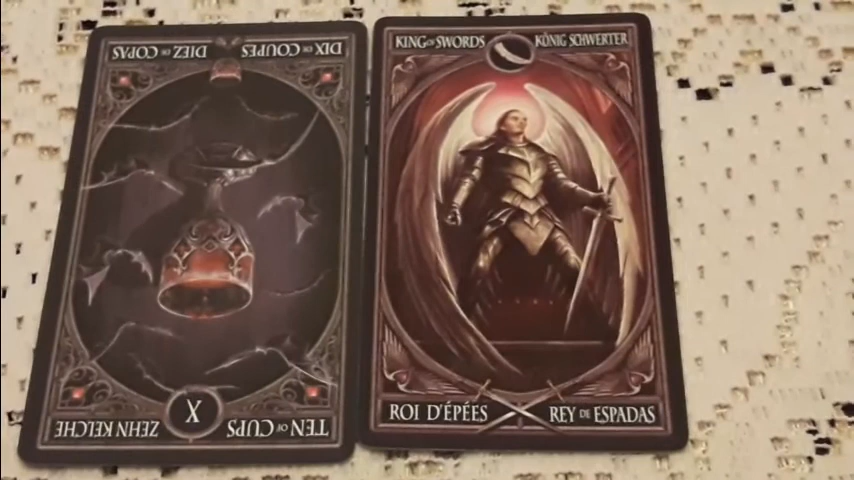 TEN OF CUPS X ZEHN KELCHE
DIX DE COUPES DIEZ DE COPAS
KING OF SWORDS KÖNIG SCHWERTER
ROI D'ÉPÉES REY DE ESPADAS